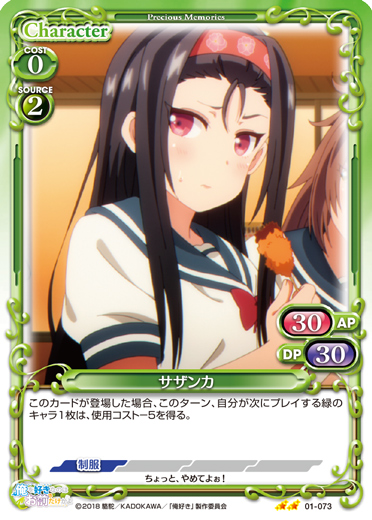 Precious Memories
Character
COST
0
SOURCE
2
30 AP
DP 30
サザンカ
このカードが登場した場合、このターン、自分が次にプレイする緑の
キャラ1枚は、使用コスト−5を得る。
制服
ちょっと、やめてよぉ!
©2018 駱駝/KADOKAWA/「俺好き」製作委員会
01-073